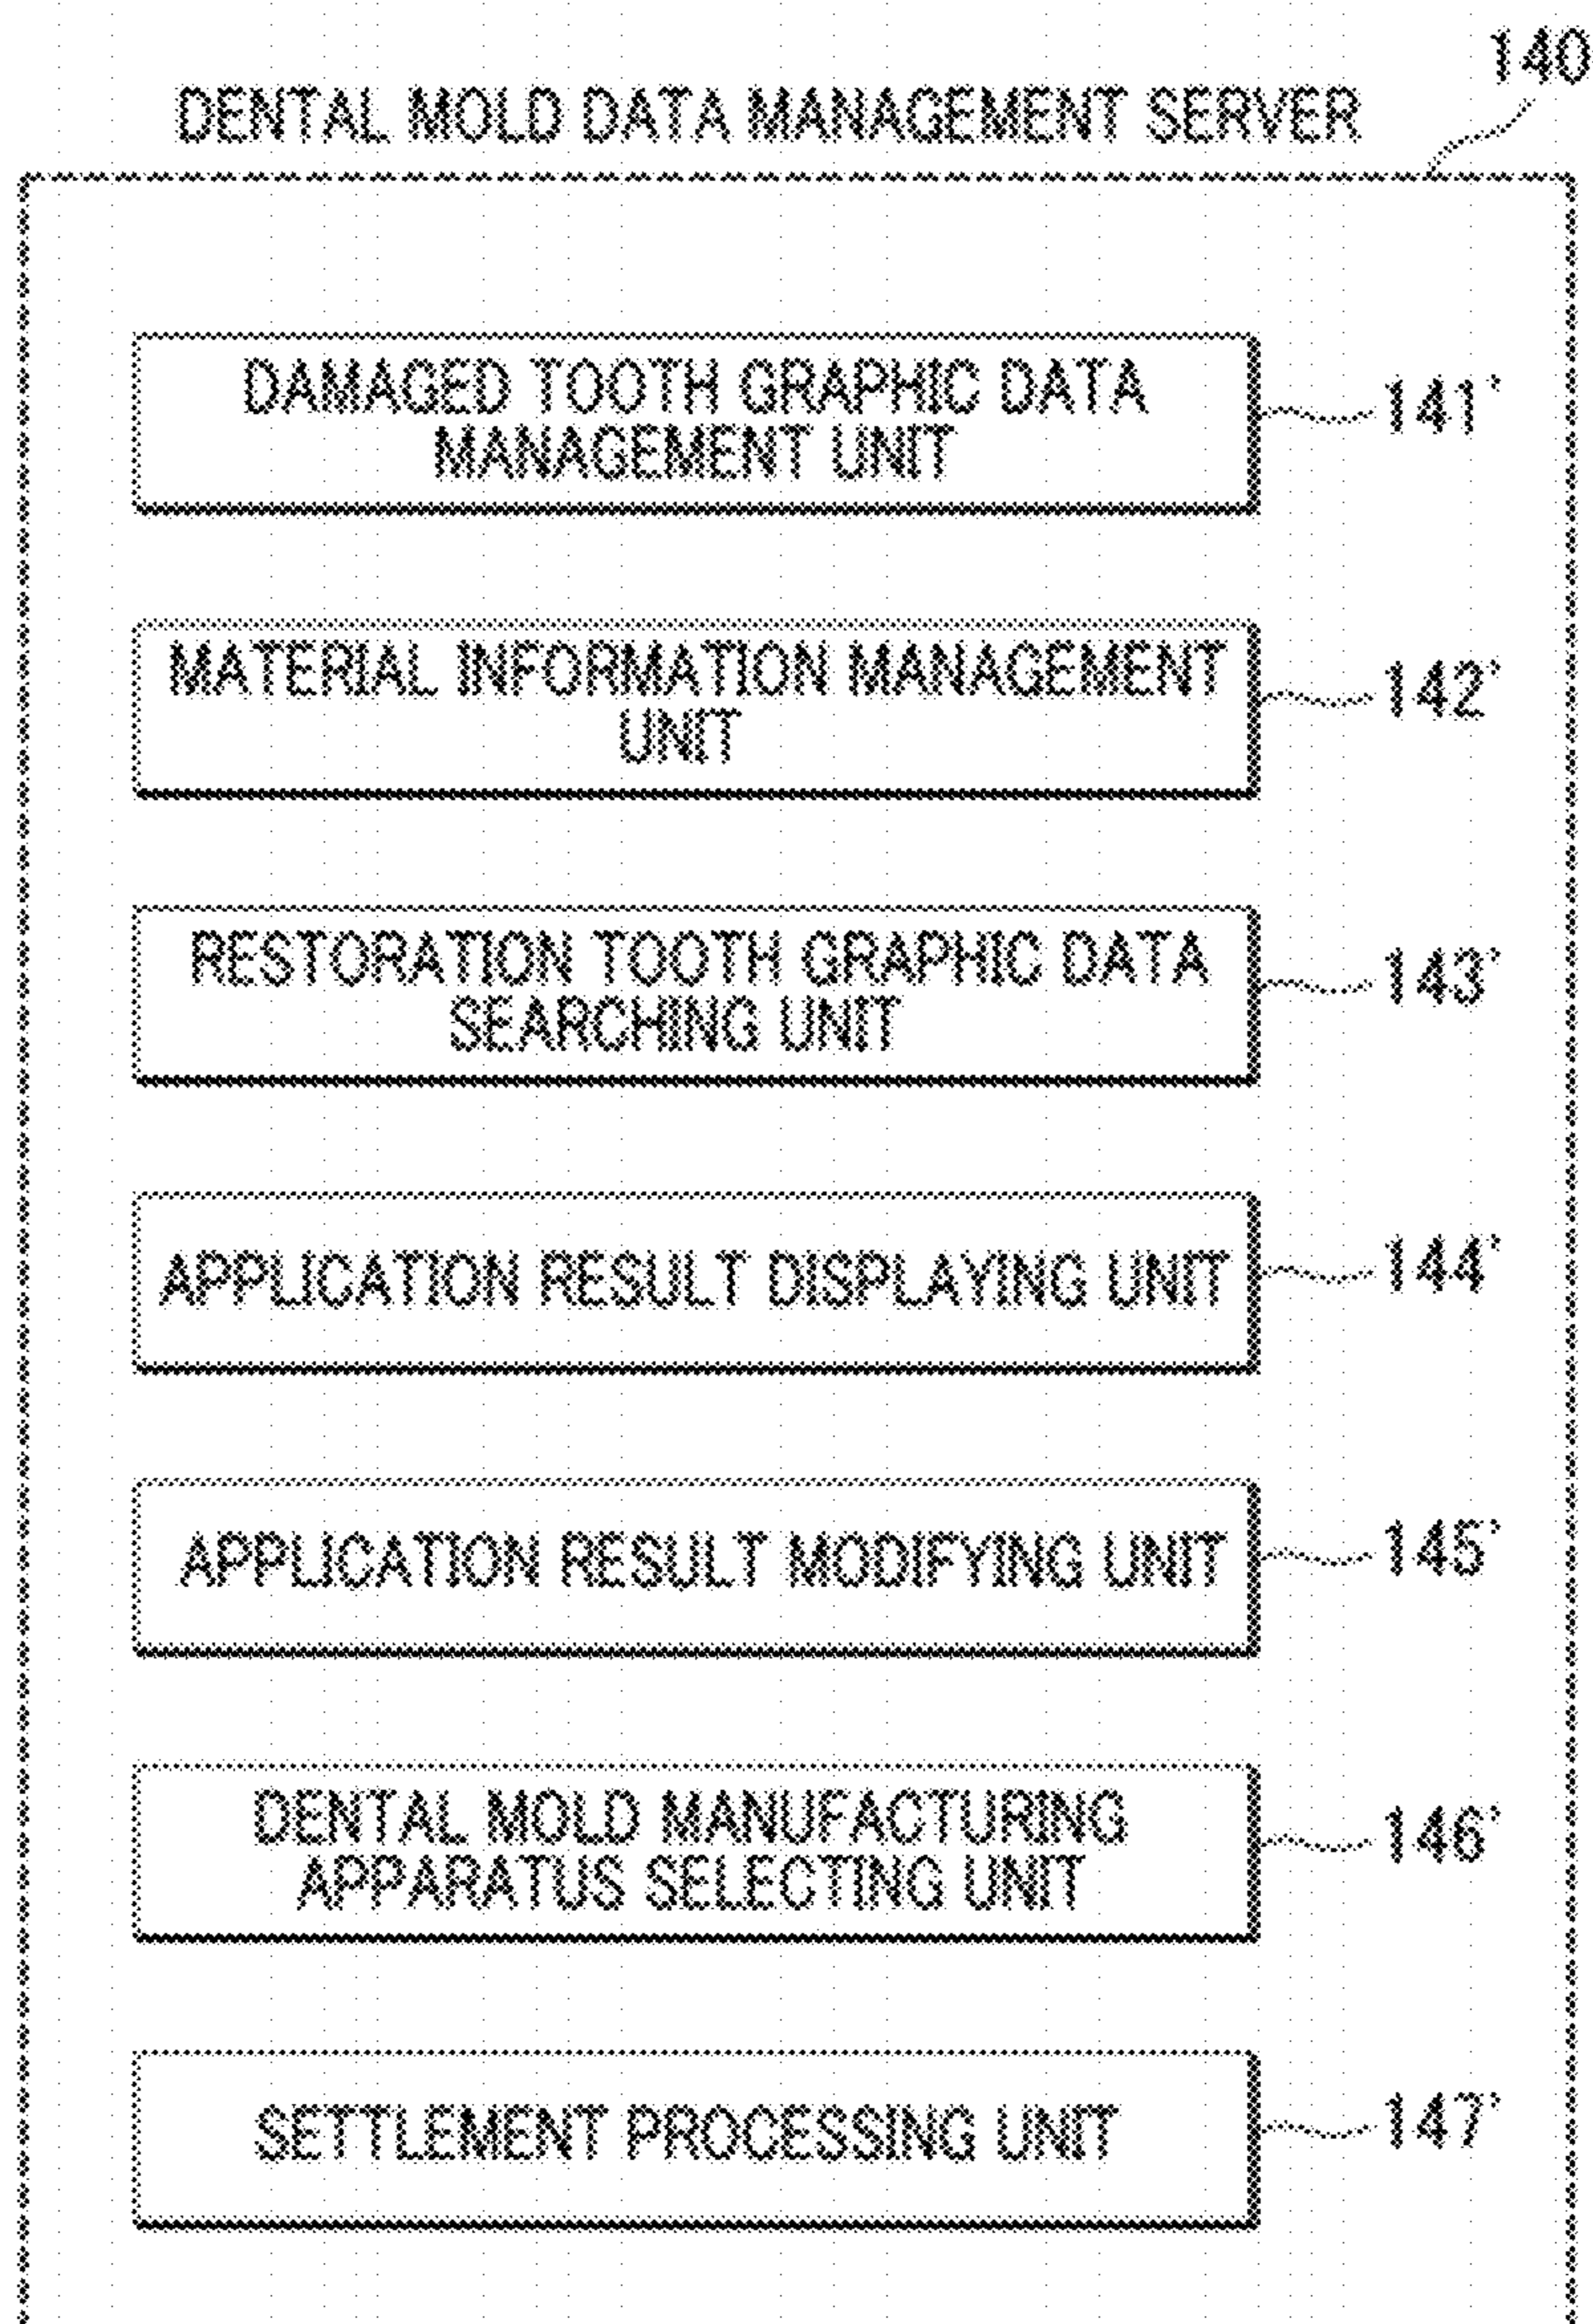 140
DENTAL MOLD DATA MANAGEMENT SERVER
DAMAGED TOOTH GRAPHIC DATA
MANAGEMENT UNIT
141'
MATERIAL INFORMATION MANAGEMENT
UNIT
142'
RESTORATION TOOTH GRAPHIC DATA
SEARCHING UNIT
143'
APPLICATION RESULT DISPLAYING UNIT
144'
APPLICATION RESULT MODIFYING UNIT
145'
DENTAL MOLD MANUFACTURING
APPARATUS SELECTING UNIT
146'
SETTLEMENT PROCESSING UNIT
147'